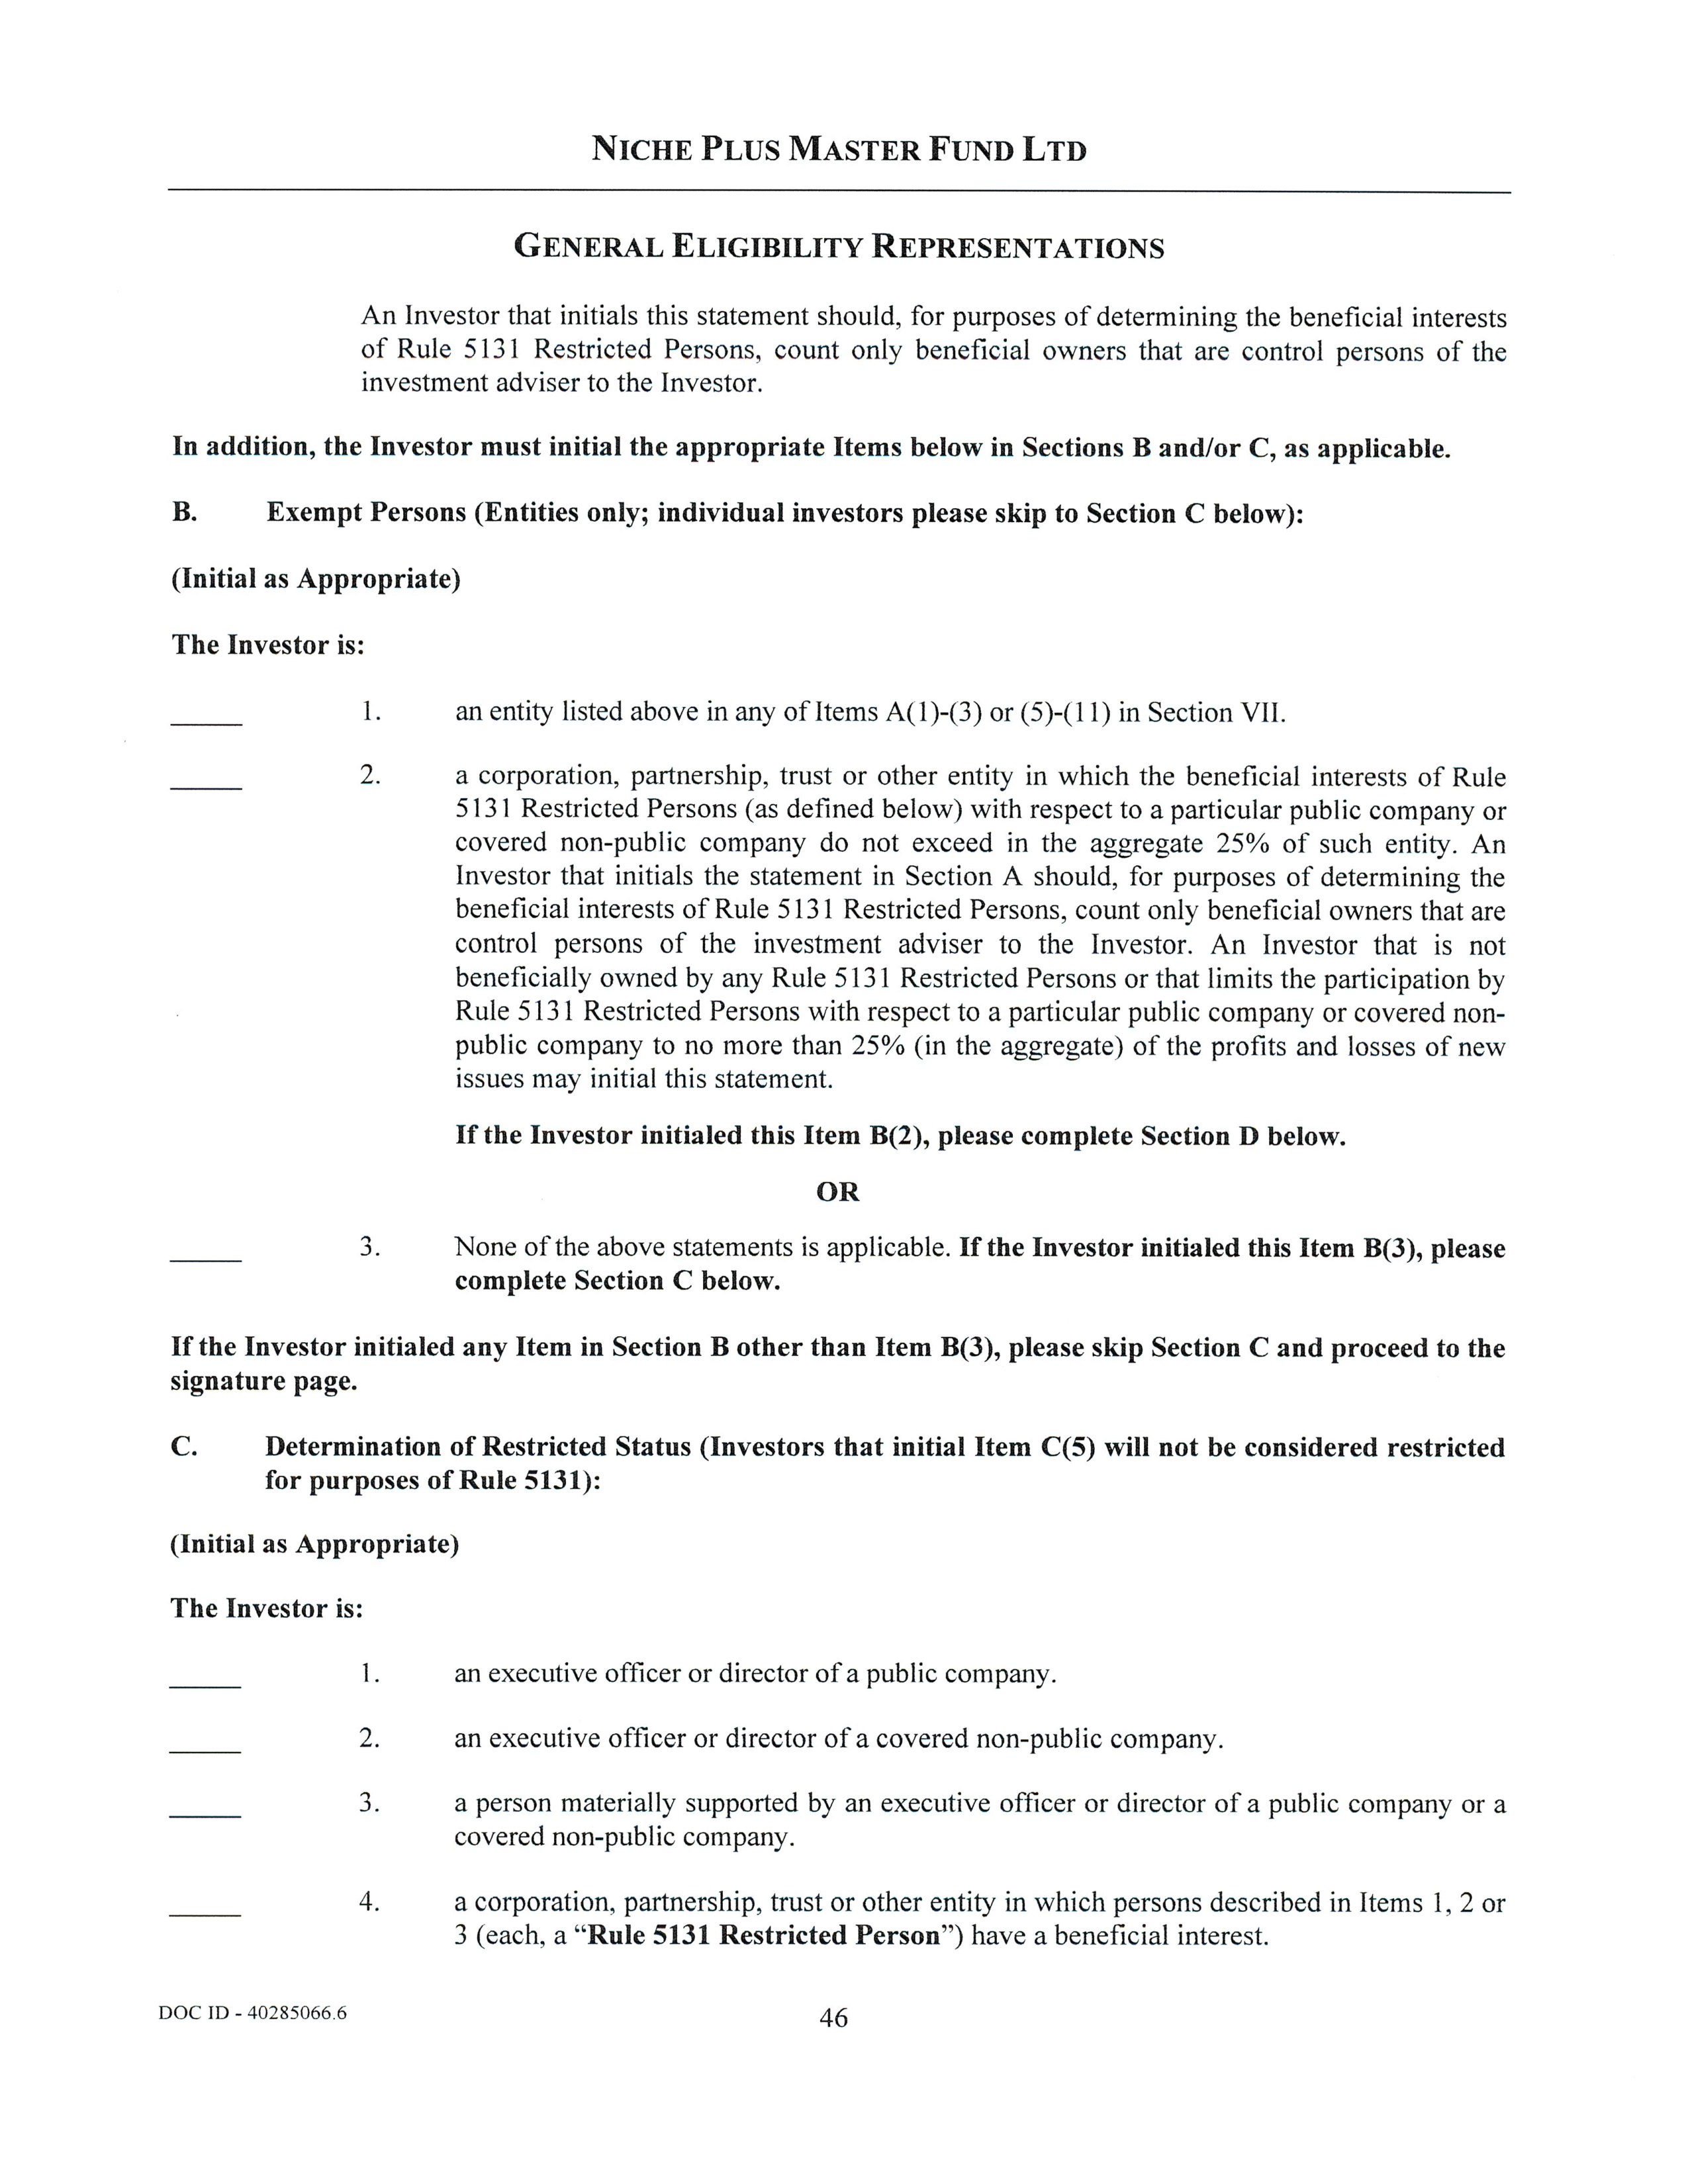 NICHE PLUS MASTER FUND LTD
GENERAL ELIGIBILITY REPRESENTATIONS
An Investor that initials this statement should, for purposes of determining the beneficial interests
of Rule 5131 Restricted Persons, count only beneficial owners that are control persons of the
investment adviser to the Investor.
In addition, the Investor must initial the appropriate Items below in Sections B and/or C, as applicable.
B. Exempt Persons (Entities only; individual investors please skip to Section C below):
(Initial as Appropriate)
The Investor is:
_____ 1. an entity listed above in any of Items A(1)-(3) or (5)-(11) in Section VII.
_____ 2. a corporation, partnership, trust or other entity in which the beneficial interests of Rule
5131 Restricted Persons (as defined below) with respect to a particular public company or
covered non-public company do not exceed in the aggregate 25% of such entity. An
Investor that initials the statement in Section A should, for purposes of determining the
beneficial interests of Rule 5131 Restricted Persons, count only beneficial owners that are
control persons of the investment adviser to the Investor. An Investor that is not
beneficially owned by any Rule 5131 Restricted Persons or that limits the participation by
Rule 5131 Restricted Persons with respect to a particular public company or covered non-
public company to no more than 25% (in the aggregate) of the profits and losses of new
issues may initial this statement.
If the Investor initialed this Item B(2), please complete Section D below.
OR
_____ 3. None of the above statements is applicable. If the Investor initialed this Item B(3), please
complete Section C below.
If the Investor initialed any Item in Section B other than Item B(3), please skip Section C and proceed to the
signature page.
C. Determination of Restricted Status (Investors that initial Item C(5) will not be considered restricted
for purposes of Rule 5131):
(Initial as Appropriate)
The Investor is:
_____ 1. an executive officer or director of a public company.
_____ 2. an executive officer or director of a covered non-public company.
_____ 3. a person materially supported by an executive officer or director of a public company or a
covered non-public company.
_____ 4. a corporation, partnership, trust or other entity in which persons described in Items 1, 2 or
3 (each, a “Rule 5131 Restricted Person”) have a beneficial interest.
DOC ID - 40285066.6
46